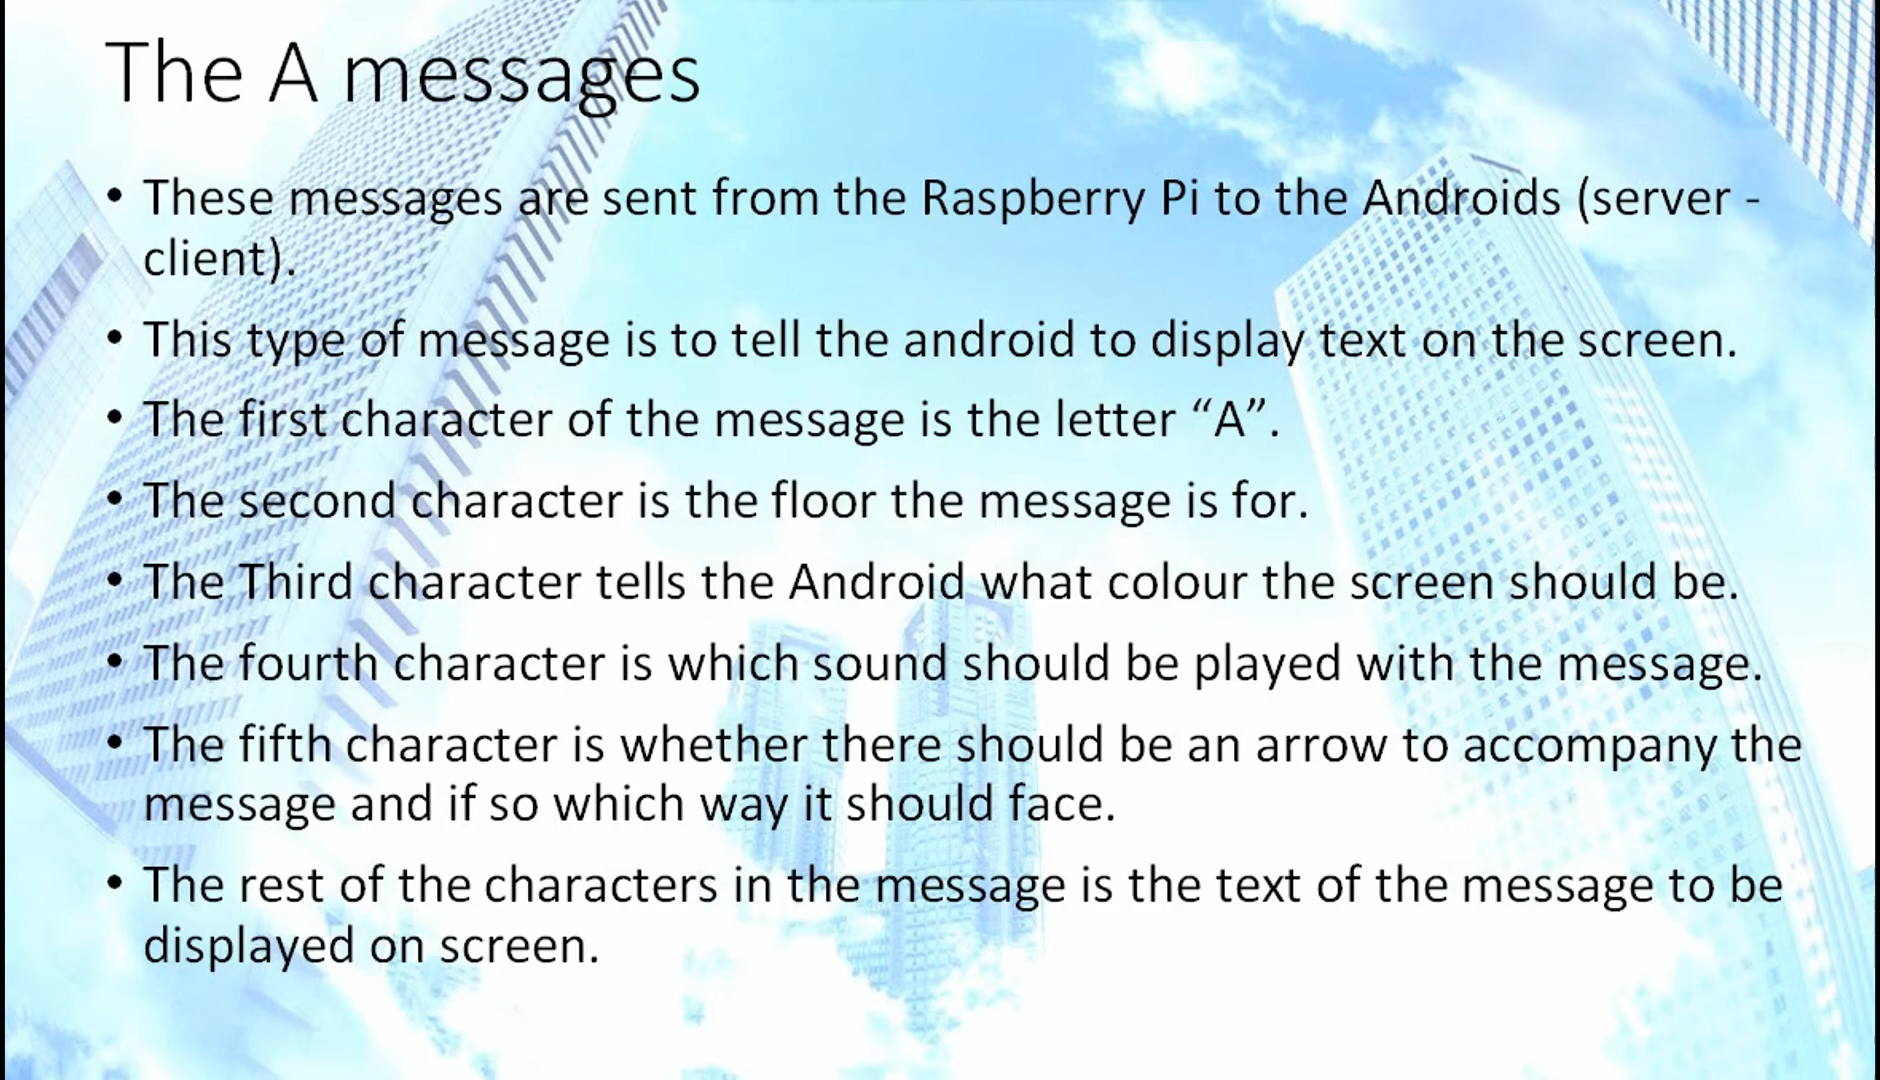 The A messages
• These messages are sent from the Raspberry Pi to the Androids (server -
client).
• This type of message is to tell the android to display text on the screen.
• The first character of the message is the letter “A”.
• The second character is the floor the message is for.
• The Third character tells the Android what colour the screen should be.
• The fourth character is which sound should be played with the message.
• The fifth character is whether there should be an arrow to accompany the
message and if so which way it should face.
• The rest of the characters in the message is the text of the message to be
displayed on screen.